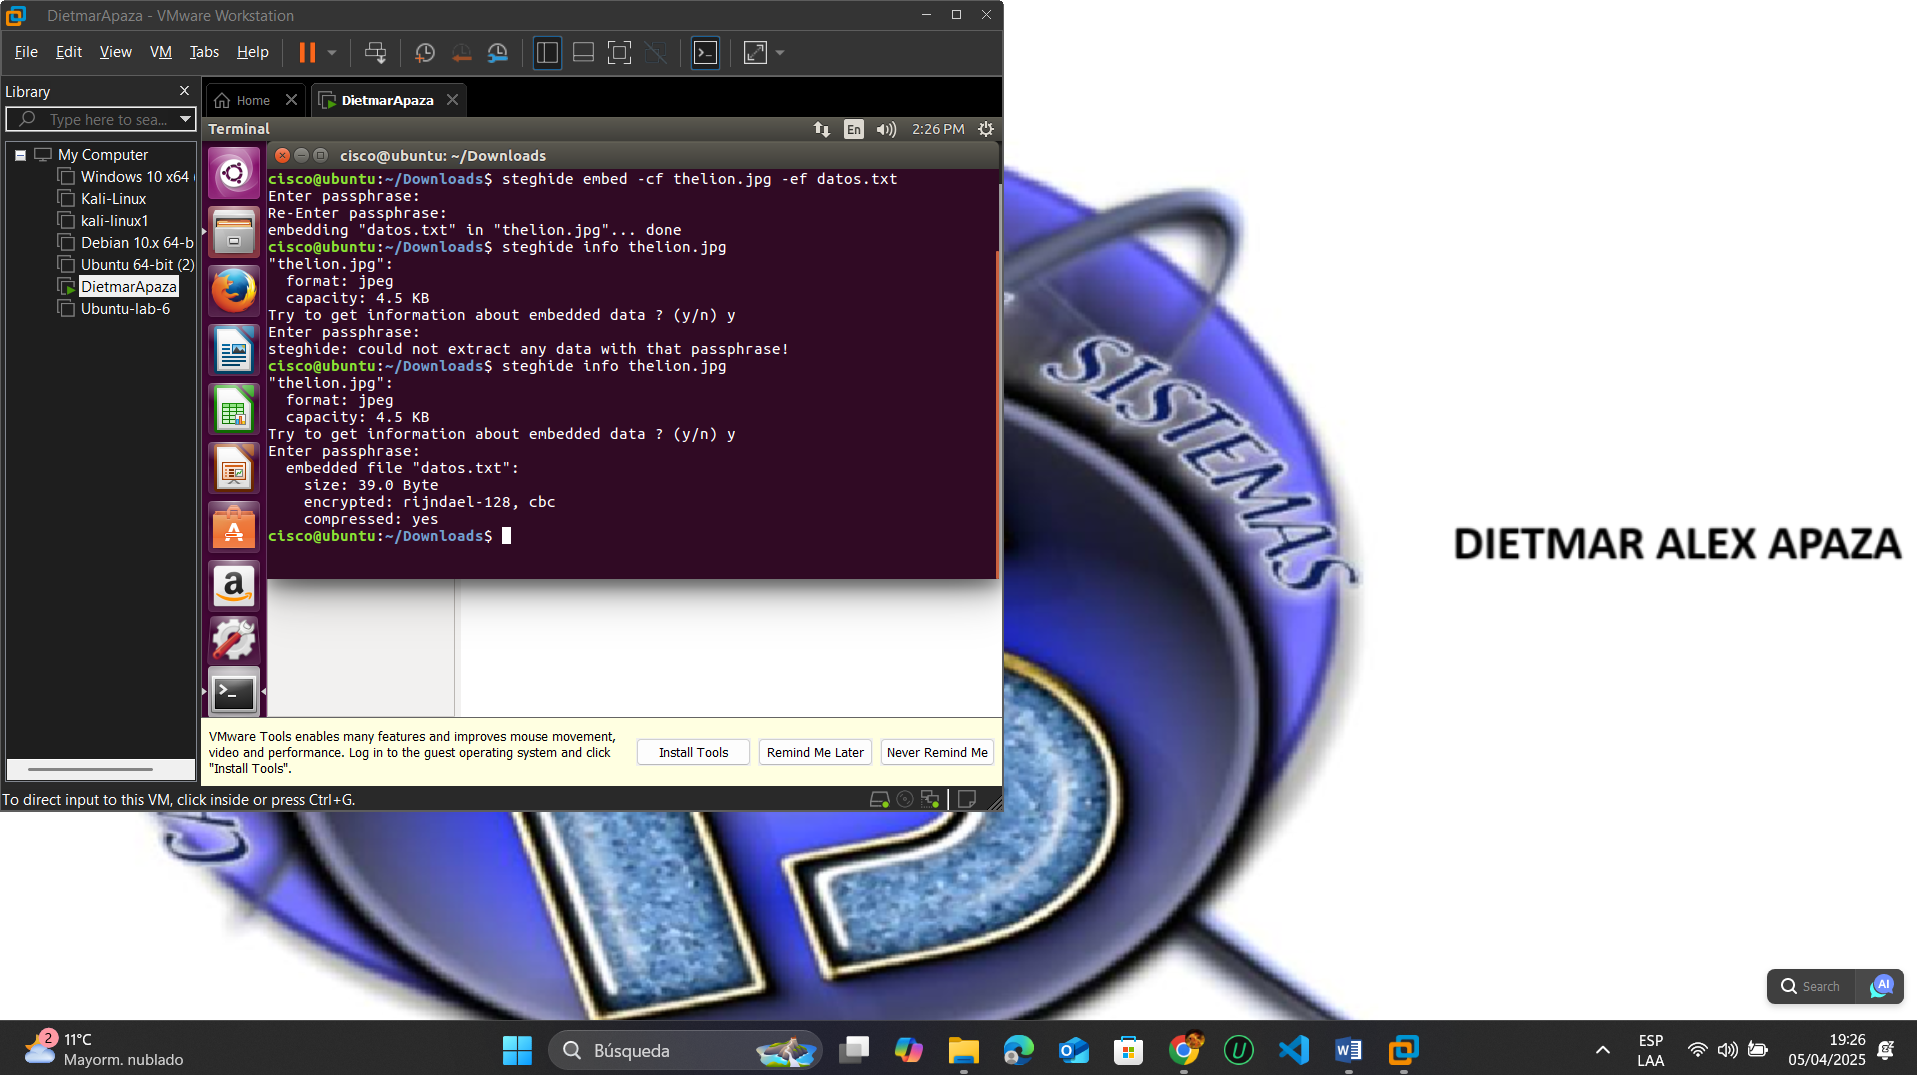 DietmarApaza - VMware Workstation
File Edit View VM Tabs Help
Library
Type here to sea...
My Computer
Windows 10 x64
Kali-Linux
kali-linux1
Debian 10.x 64-b
Ubuntu 64-bit (2)
DietmarApaza
Ubuntu-lab-6
Home
DietmarApaza
Terminal
En
2:26 PM
cisco@ubuntu: ~/Downloads
cisco@ubuntu:~/Downloads$ steghide embed -cf thelion.jpg -ef datos.txt
Enter passphrase:
Re-Enter passphrase:
embedding "datos.txt" in "thelion.jpg"... done
cisco@ubuntu:~/Downloads$ steghide info thelion.jpg
"thelion.jpg":
format: jpeg
capacity: 4.5 KB
Try to get information about embedded data ? (y/n) y
Enter passphrase:
steghide: could not extract any data with that passphrase!
cisco@ubuntu:~/Downloads$ steghide info thelion.jpg
"thelion.jpg":
format: jpeg
capacity: 4.5 KB
Try to get information about embedded data ? (y/n) y
Enter passphrase:
embedded file "datos.txt":
size: 39.0 Byte
encrypted: rijndael-128, cbc
compressed: yes
cisco@ubuntu:~/Downloads$
VMware Tools enables many features and improves mouse movement,
video and performance. Log in to the guest operating system and click
"Install Tools".
Install Tools
Remind Me Later
Never Remind Me
To direct input to this VM, click inside or press Ctrl+G.
SISTEMAS
DIETMAR ALEX APAZA
Search
AI
2
11°C
Mayorm. nublado
Búsqueda
ESP
LAA
19:26
05/04/2025